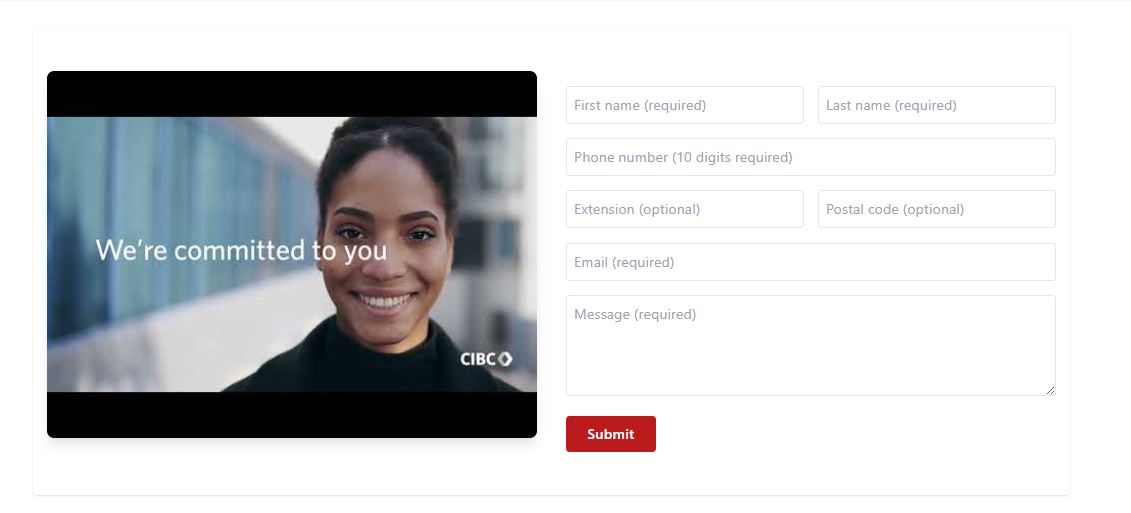 We're committed to you
CIBC
First name (required)
Last name (required)
Phone number (10 digits required)
Extension (optional)
Postal code (optional)
Email (required)
Message (required)
Submit